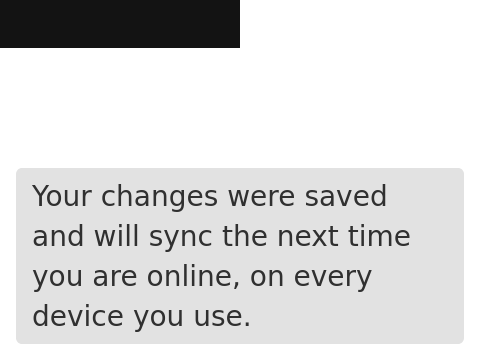 Your changes were saved
and will sync the next time
you are online, on every
device you use.